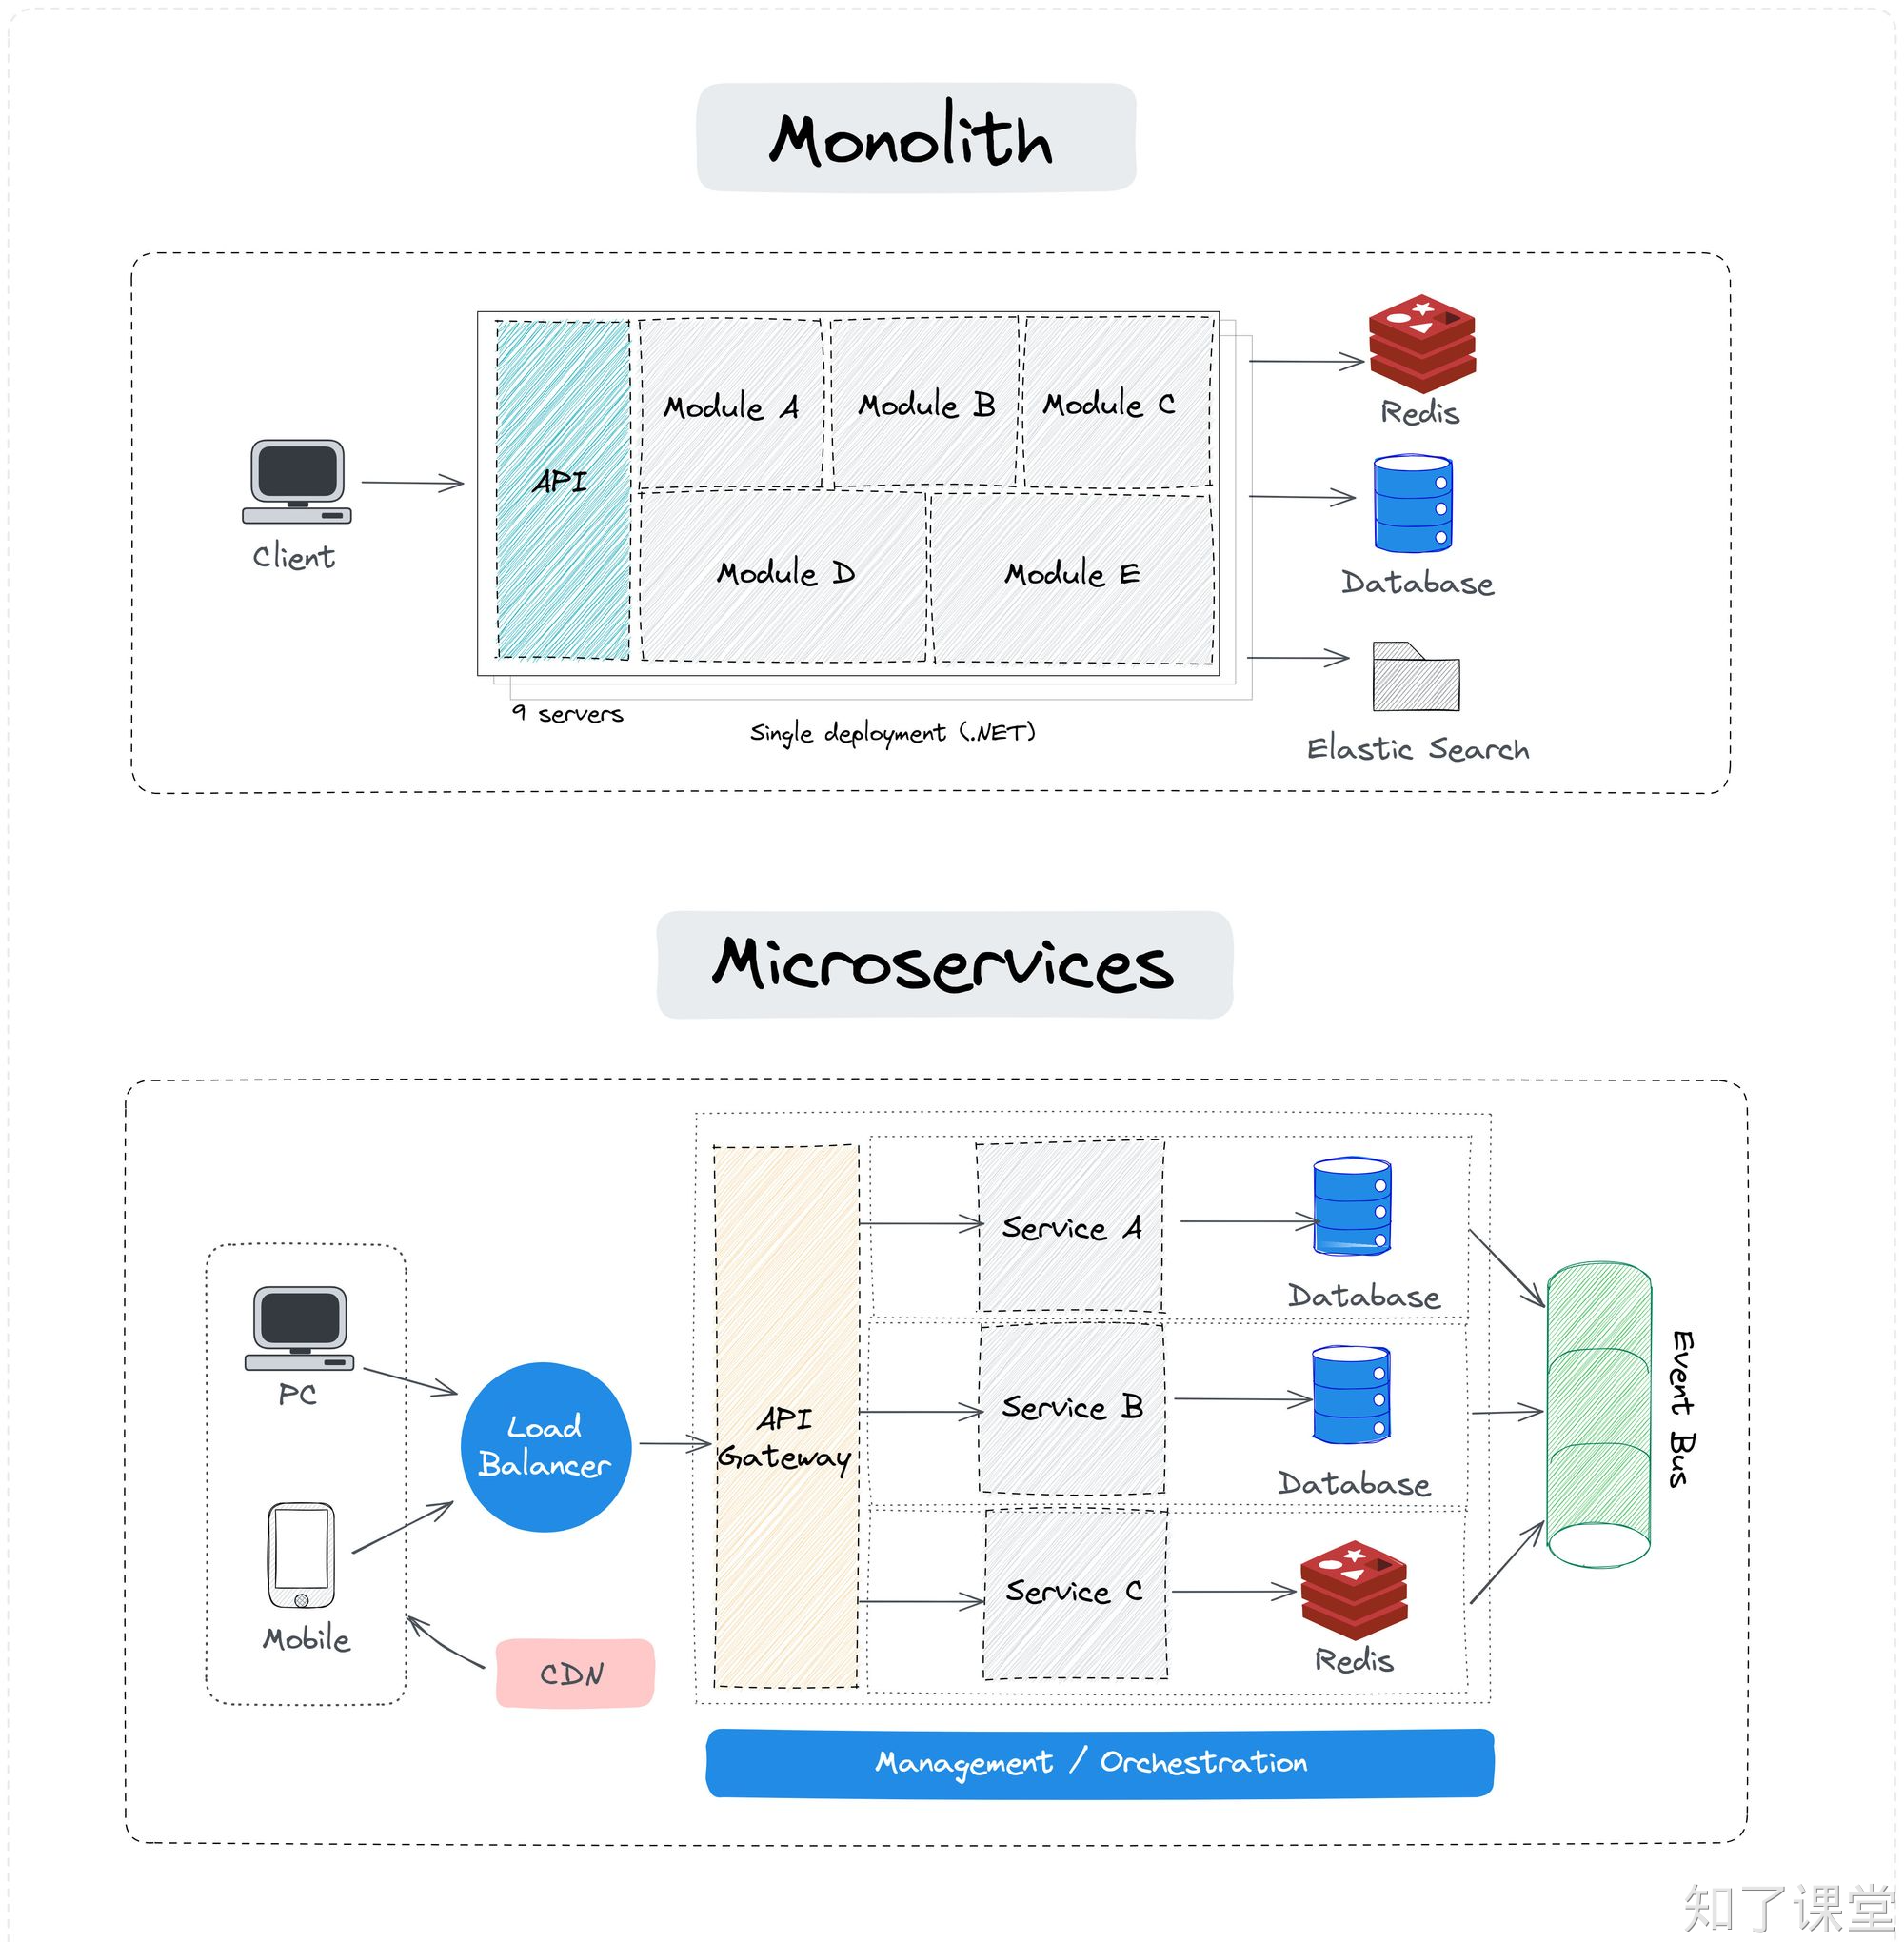 Monolith
Client
API
Module A
Module B
Module C
Module D
Module E
9 servers
Single deployment (.NET)
Redis
Database
Elastic Search
Microservices
PC
Mobile
Load
Balancer
CDN
API
Gateway
Service A
Database
Service B
Database
Service C
Redis
Event Bus
Management / Orchestration
知了课堂